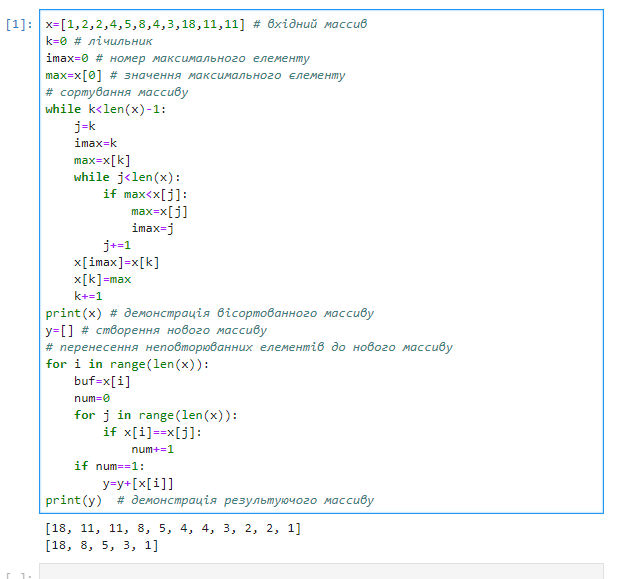 [1]: x=[1,2,2,4,5,8,4,3,18,11,11] # вхідний массив
k=0 # лічильник
imax=0 # номер максимального елементу
max=x[0] # значення максимального єлементу
# сортування массиву
while k<len(x)-1:
    j=k
    imax=k
    max=x[k]
    while j<len(x):
        if max<x[j]:
            max=x[j]
            imax=j
        j+=1
    x[imax]=x[k]
    x[k]=max
    k+=1
print(x) # демонстрація вісортованного массиву
y=[] # створення нового массиву
# перенесення неповторюванних елементів до нового массиву
for i in range(len(x)):
    buf=x[i]
    num=0
    for j in range(len(x)):
        if x[i]==x[j]:
            num+=1
    if num==1:
        y=y+[x[i]]
print(y)  # демонстрація результуючого массиву
[18, 11, 11, 8, 5, 4, 4, 3, 2, 2, 1]
[18, 8, 5, 3, 1]
[ ]: